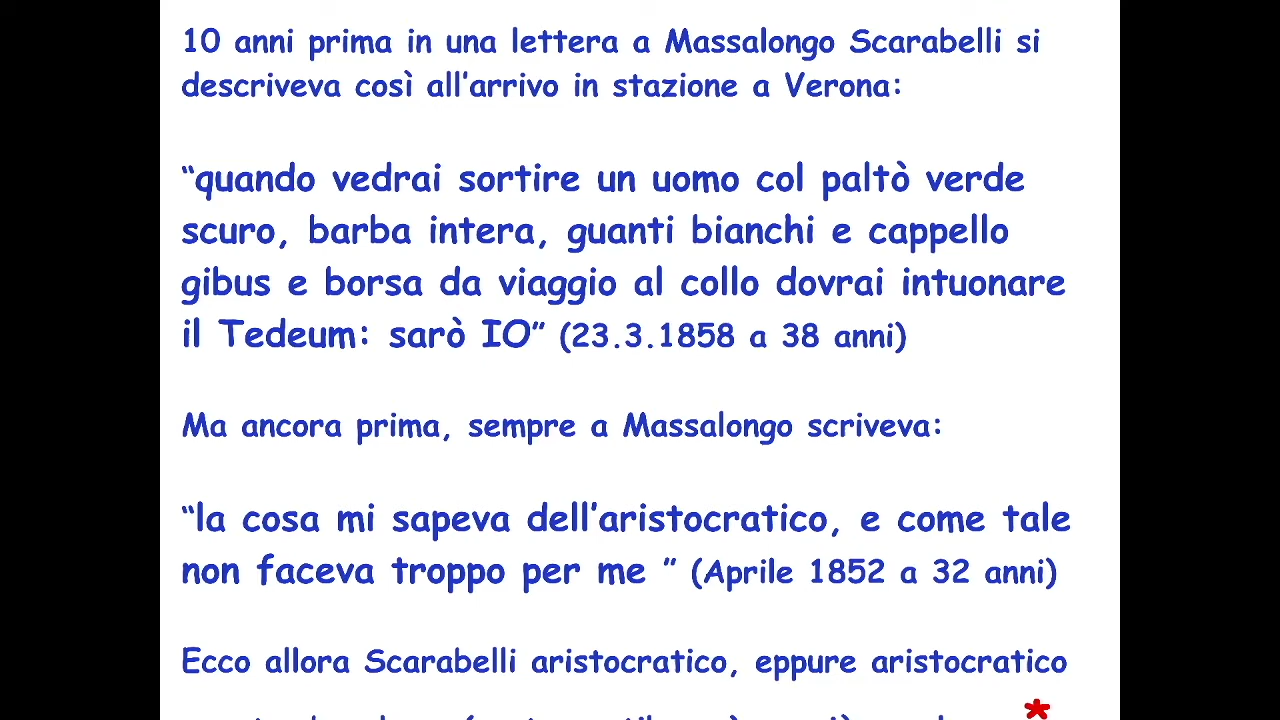 10 anni prima in una lettera a Massalongo Scarabelli si
descriveva così all'arrivo in stazione a Verona:
“quando vedrai sortire un uomo col paltò verde
scuro, barba intera, guanti bianchi e cappello
gibus e borsa da viaggio al collo dovrai intuonare
il Tedeum: sarò IO” (23.3.1858 a 38 anni)
Ma ancora prima, sempre a Massalongo scriveva:
“la cosa mi sapeva dell'aristocratico, e come tale
non faceva troppo per me ” (Aprile 1852 a 32 anni)
Ecco allora Scarabelli aristocratico, eppure aristocratico
*